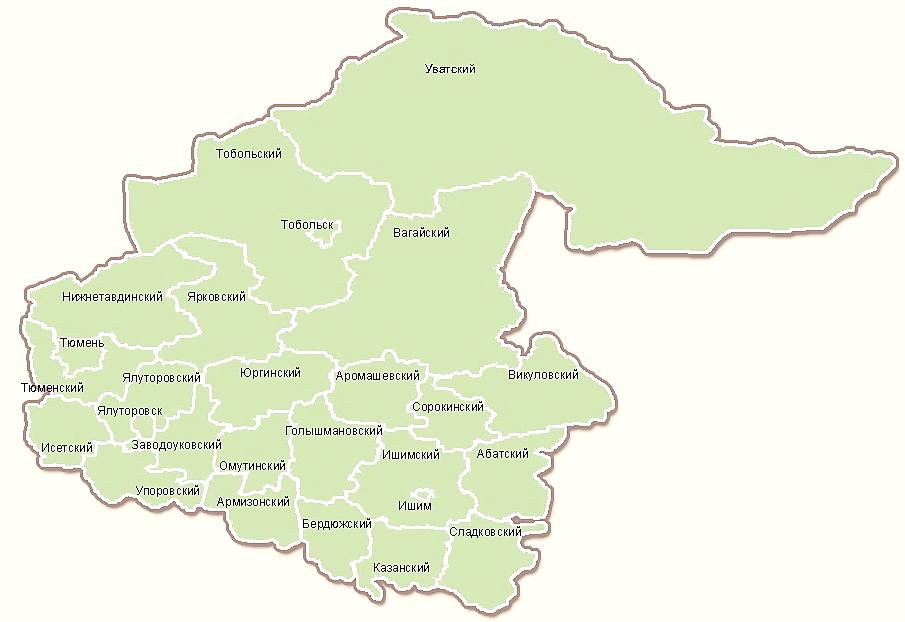 Уватский
Тобольский
Тобольск
Вагайский
Нижнетавдинский
Ярковский
Тюмень
Юргинский
Ялуторовский
Аромашевский
Викуловский
Тюменский
Ялуторовск
Сорокинский
Голышмановский
Заводоуковский
Исетский
Ишимский
Абатский
Омутинский
Упоровский
Армизонский
Ишим
Бердюжский
Сладковский
Казанский